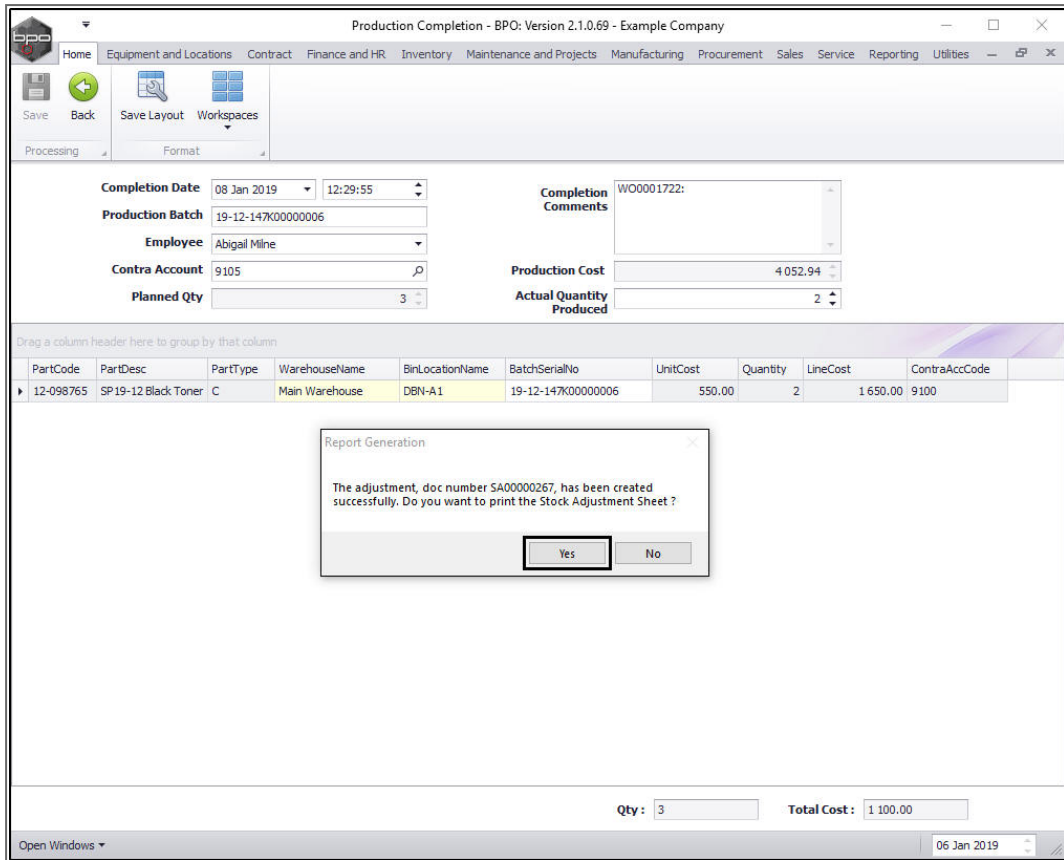 Production Completion - BPO: Version 2.1.0.69 - Example Company
bpo
Home Equipment and Locations Contract Finance and HR Inventory Maintenance and Projects Manufacturing Procurement Sales Service Reporting Utilities
Save Back Save Layout Workspaces
Processing Format
Completion Date 08 Jan 2019 12:29:55
Completion Comments WO0001722:
Production Batch 19-12-147K00000006
Employee Abigail Milne
Contra Account 9105
Production Cost 4 052.94
Planned Qty 3
Actual Quantity Produced 2
Drag a column header here to group by that column
PartCode PartDesc PartType WarehouseName BinLocationName BatchSerialNo UnitCost Quantity LineCost ContraAccCode
12-098765 SP19-12 Black Toner C Main Warehouse DBN-A1 19-12-147K00000006 550.00 2 1 650.00 9100
Report Generation
The adjustment, doc number SA00000267, has been created
successfully. Do you want to print the Stock Adjustment Sheet ?
Yes No
Qty : 3 Total Cost : 1 100.00
Open Windows 06 Jan 2019